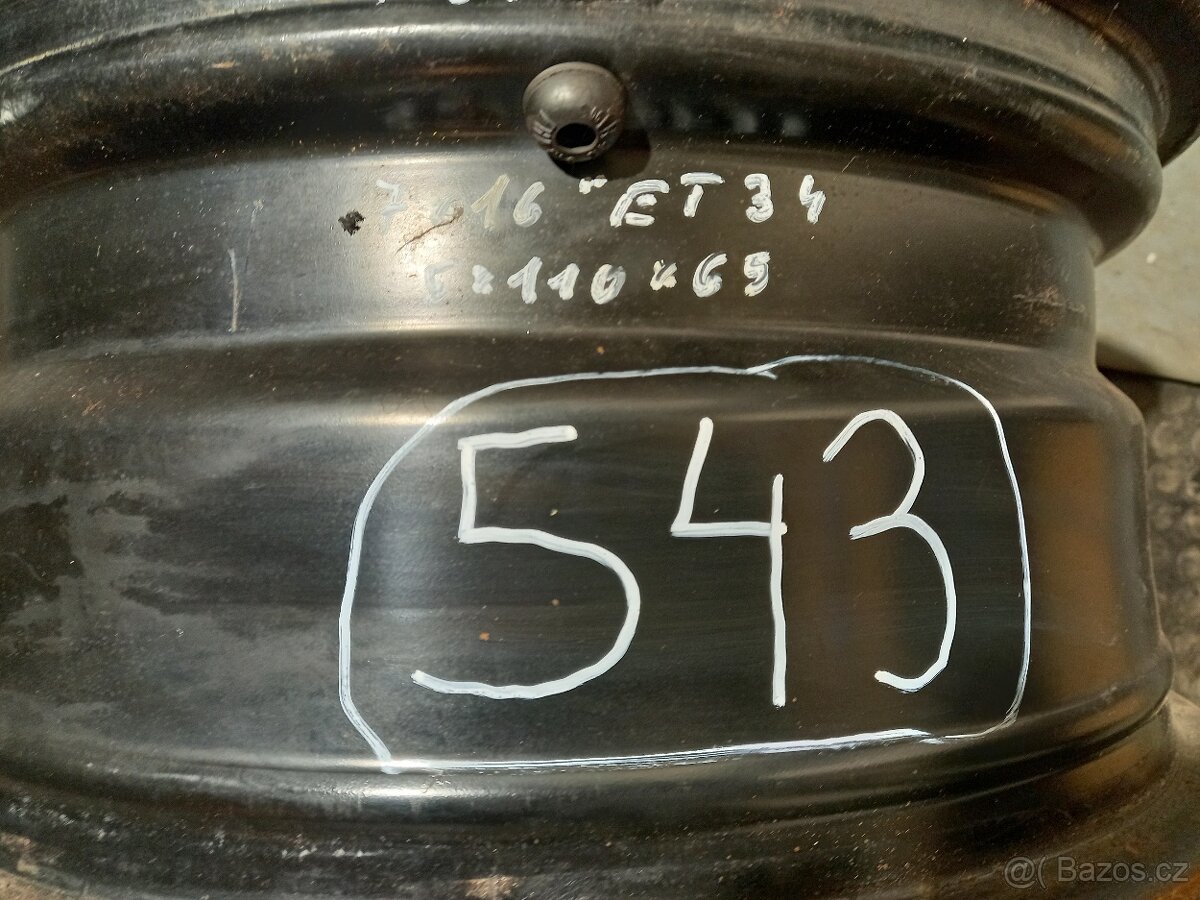 7x16 "ET34
5x110x65
543
@( Bazos.cz